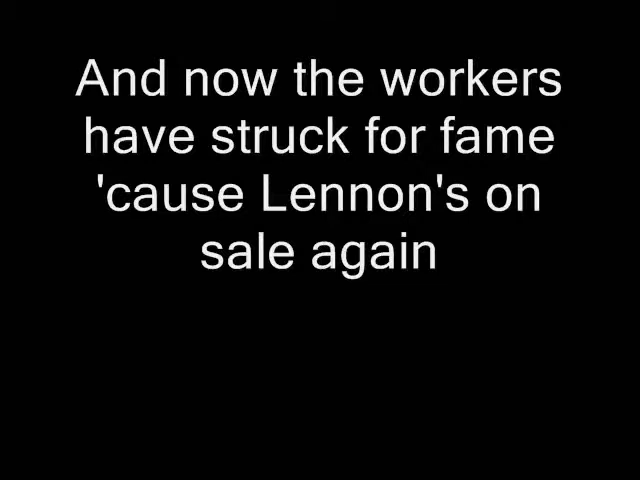 And now the workers
have struck for fame
'cause Lennon's on
sale again